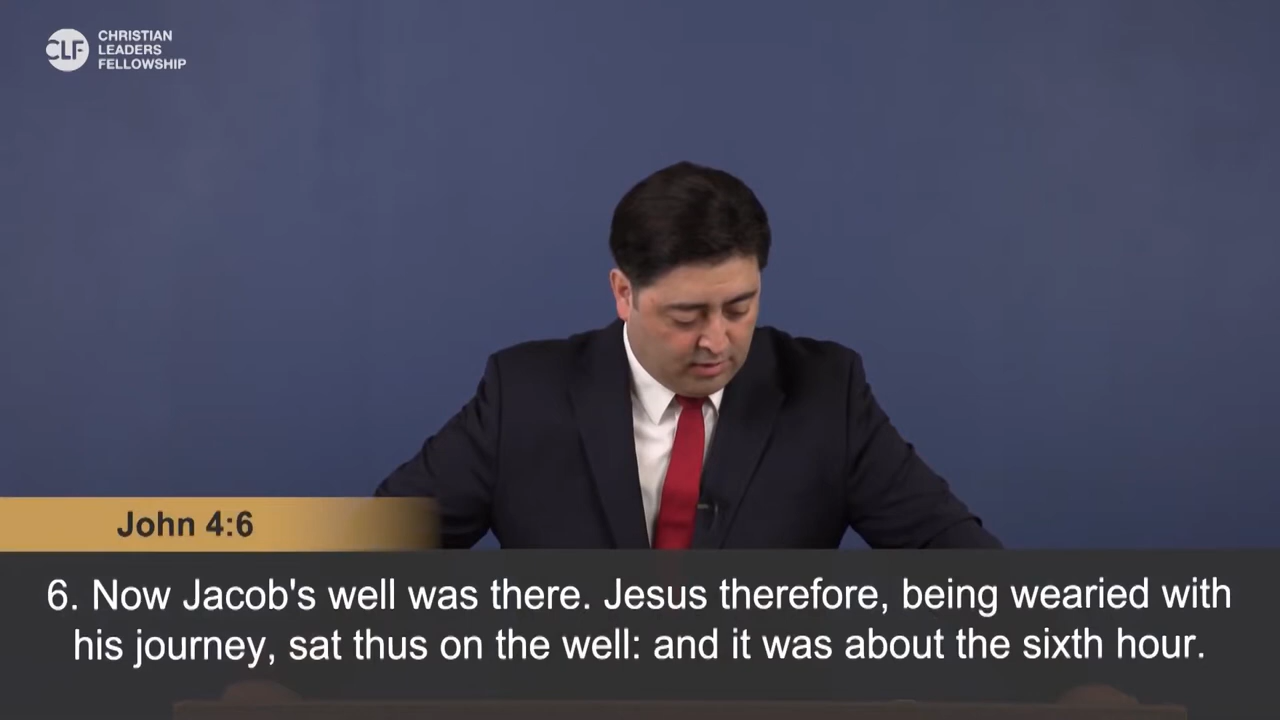 CLF
CHRISTIAN
LEADERS
FELLOWSHIP
John 4:6
6. Now Jacob's well was there. Jesus therefore, being wearied with
his journey, sat thus on the well: and it was about the sixth hour.